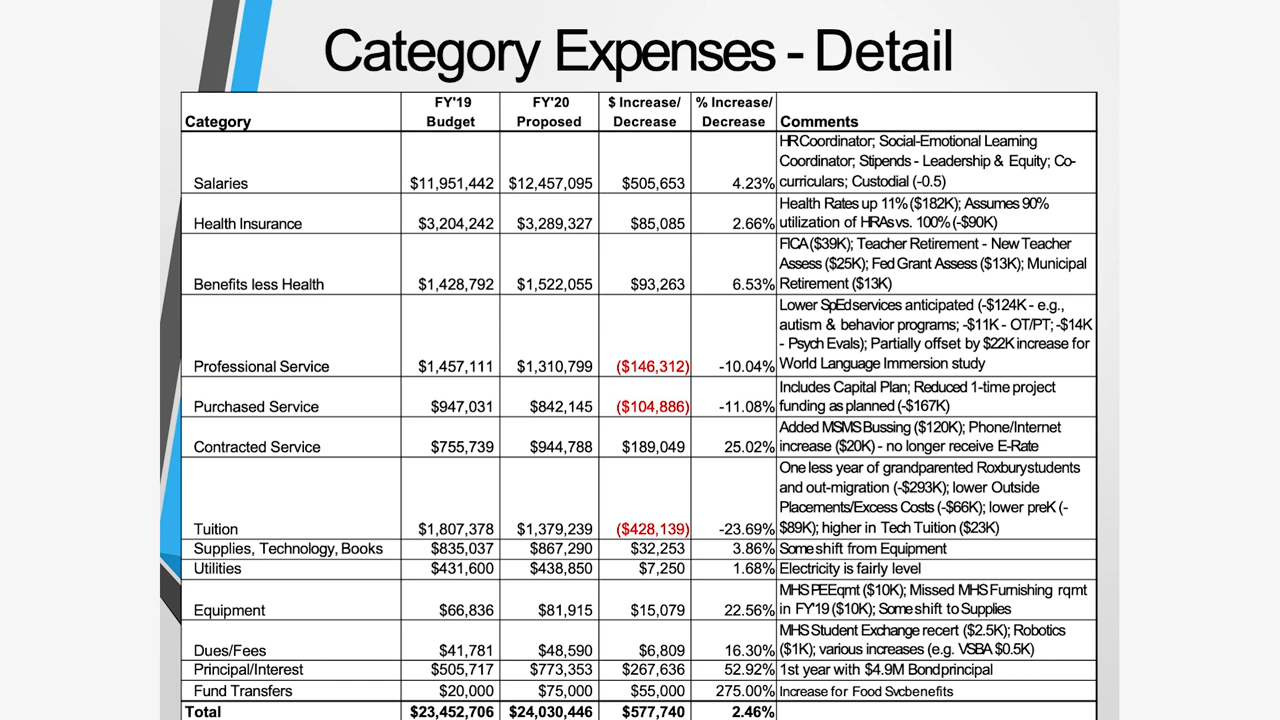 Category Expenses - Detail
Category FY'19 Budget FY'20 Proposed $ Increase/ Decrease % Increase/ Decrease Comments
Salaries $11,951,442 $12,457,095 $505,653 4.23% HR Coordinator; Social-Emotional Learning
Coordinator; Stipends - Leadership & Equity; Co-
curriculars; Custodial (-0.5)
Health Insurance $3,204,242 $3,289,327 $85,085 2.66% Health Rates up 11% ($182K); Assumes 90%
utilization of HRAs vs. 100% (-$90K)
Benefits less Health $1,428,792 $1,522,055 $93,263 6.53% FICA ($39K); Teacher Retirement - New Teacher
Assess ($25K); Fed Grant Assess ($13K); Municipal
Retirement ($13K)
Professional Service $1,457,111 $1,310,799 ($146,312) -10.04% Lower SpEd services anticipated (-$124K - e.g.,
autism & behavior programs; -$11K - OT/PT; -$14K
- Psych Evals); Partially offset by $22K increase for
World Language Immersion study
Purchased Service $947,031 $842,145 ($104,886) -11.08% Includes Capital Plan; Reduced 1-time project
funding as planned (-$167K)
Contracted Service $755,739 $944,788 $189,049 25.02% Added MSMS Bussing ($120K); Phone/Internet
increase ($20K) - no longer receive E-Rate
Tuition $1,807,378 $1,379,239 ($428,139) -23.69% One less year of grandparented Roxbury students
and out-migration (-$293K); lower Outside
Placements/Excess Costs (-$66K); lower preK (-
$89K); higher in Tech Tuition ($23K)
Supplies, Technology, Books $835,037 $867,290 $32,253 3.86% Some shift from Equipment
Utilities $431,600 $438,850 $7,250 1.68% Electricity is fairly level
Equipment $66,836 $81,915 $15,079 22.56% MHS PE Eqmt ($10K); Missed MHS Furnishing rqmt
in FY'19 ($10K); Some shift to Supplies
Dues/Fees $41,781 $48,590 $6,809 16.30% MHS Student Exchange recert ($2.5K); Robotics
($1K); various increases (e.g. VSBA $0.5K)
Principal/Interest $505,717 $773,353 $267,636 52.92% 1st year with $4.9M Bond principal
Fund Transfers $20,000 $75,000 $55,000 275.00% Increase for Food Svc benefits
Total $23,452,706 $24,030,446 $577,740 2.46%